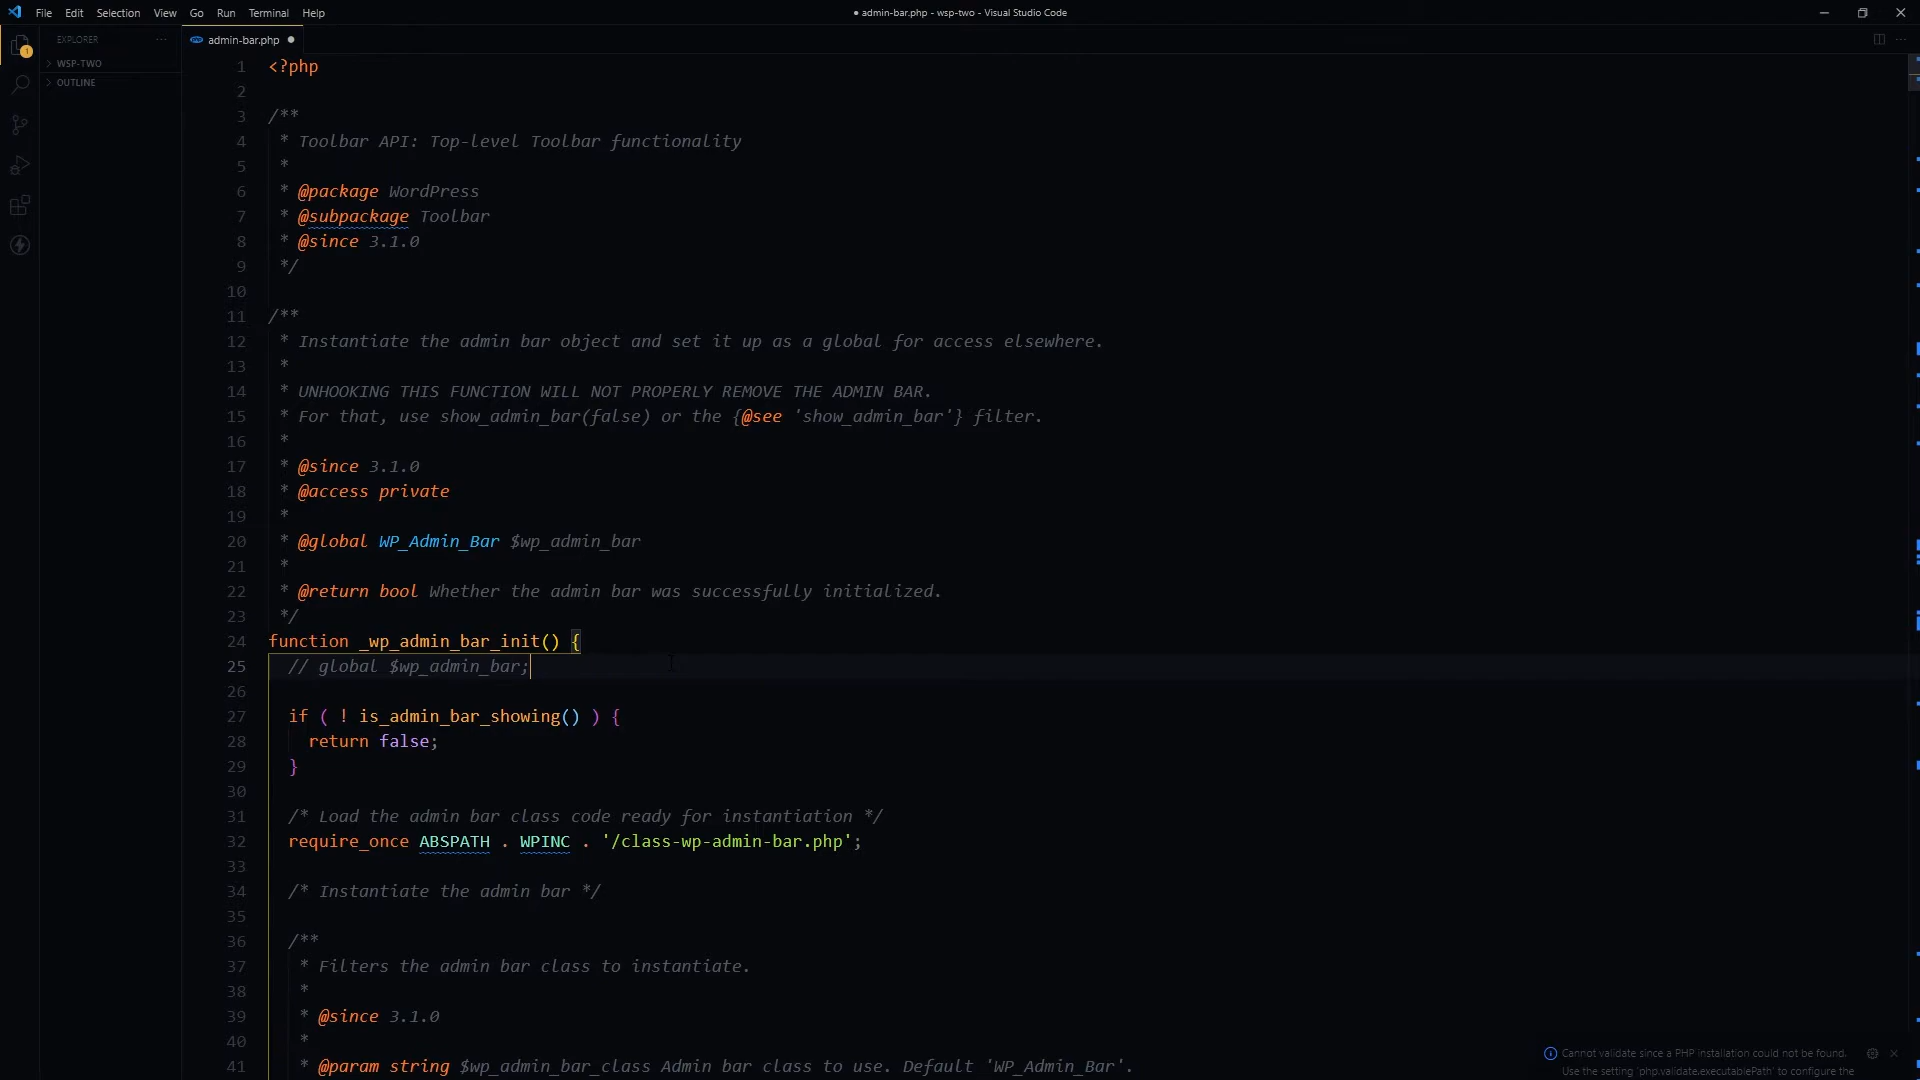 File Edit Selection View Go Run Terminal Help
● admin-bar.php - wsp-two - Visual Studio Code
EXPLORER
admin-bar.php
1
WSP-TWO
OUTLINE
1 <?php
2
3 /**
4 * Toolbar API: Top-level Toolbar functionality
5 *
6 * @package WordPress
7 * @subpackage Toolbar
8 * @since 3.1.0
9 */
10
11 /**
12 * Instantiate the admin bar object and set it up as a global for access elsewhere.
13 *
14 * UNHOOKING THIS FUNCTION WILL NOT PROPERLY REMOVE THE ADMIN BAR.
15 * For that, use show_admin_bar(false) or the {@see 'show_admin_bar'} filter.
16 *
17 * @since 3.1.0
18 * @access private
19 *
20 * @global WP_Admin_Bar $wp_admin_bar
21 *
22 * @return bool Whether the admin bar was successfully initialized.
23 */
24 function _wp_admin_bar_init() {
25 // global $wp_admin_bar;
26
27 if ( ! is_admin_bar_showing() ) {
28 return false;
29 }
30
31 /* Load the admin bar class code ready for instantiation */
32 require_once ABSPATH . WPINC . '/class-wp-admin-bar.php';
33
34 /* Instantiate the admin bar */
35
36 /**
37 * Filters the admin bar class to instantiate.
38 *
39 * @since 3.1.0
40 *
41 * @param string $wp_admin_bar_class Admin bar class to use. Default 'WP_Admin_Bar'.
Cannot validate since a PHP installation could not be found.
Use the setting 'php.validate.executablePath' to configure the